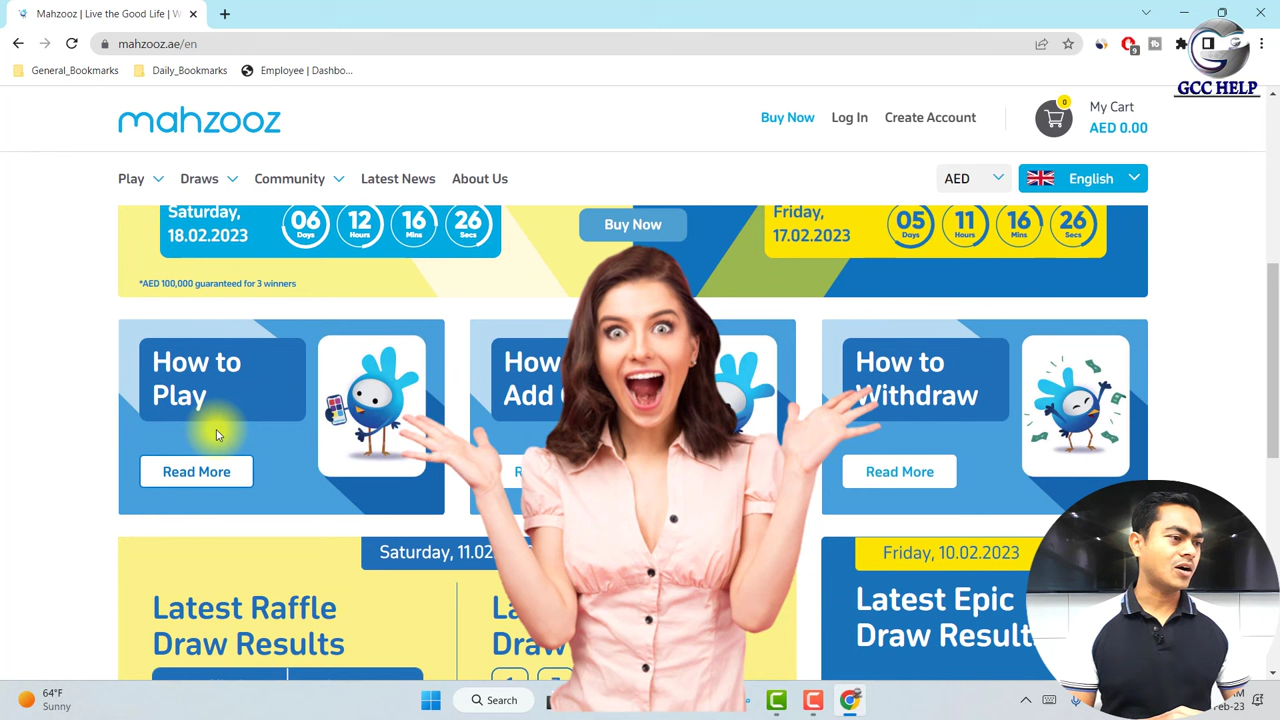 Mahzooz | Live the Good Life | W
mahzooz.ae/en
9
General_Bookmarks
Daily_Bookmarks
Employee | Dashbo...
GCC HELP
mahzooz
Buy Now
Log In
Create Account
0
My Cart
AED 0.00
Play
Draws
Community
Latest News
About Us
AED
English
Saturday,
18.02.2023
06 Days
12 Hours
16 Mins
26 Secs
Buy Now
Friday,
17.02.2023
05 Days
11 Hours
16 Mins
26 Secs
*AED 100,000 guaranteed for 3 winners
How to
Play
Read More
How
Add
How to
Withdraw
Read More
Saturday, 11.02
Latest Raffle
Draw Results
Friday, 10.02.2023
Latest Epic
Draw Result
64°F
Sunny
Search
Feb-23